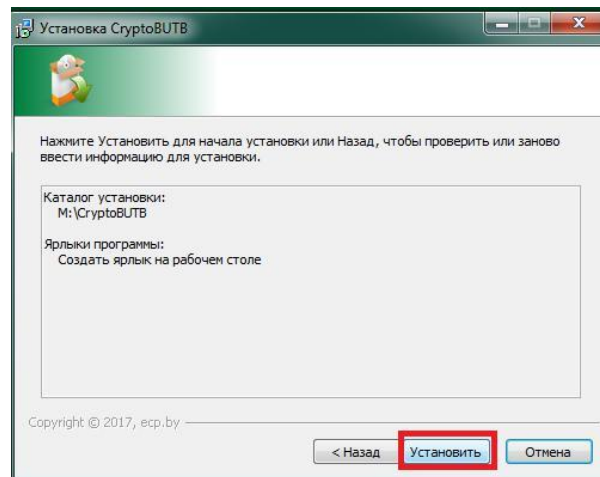 Установка CryptoBUTB
Нажмите Установить для начала установки или Назад, чтобы проверить или заново
ввести информацию для установки.
Каталог установки:
M:\CryptoBUTB
Ярлыки программы:
Создать ярлык на рабочем столе
Copyright © 2017, ecp.by
< Назад Установить Отмена